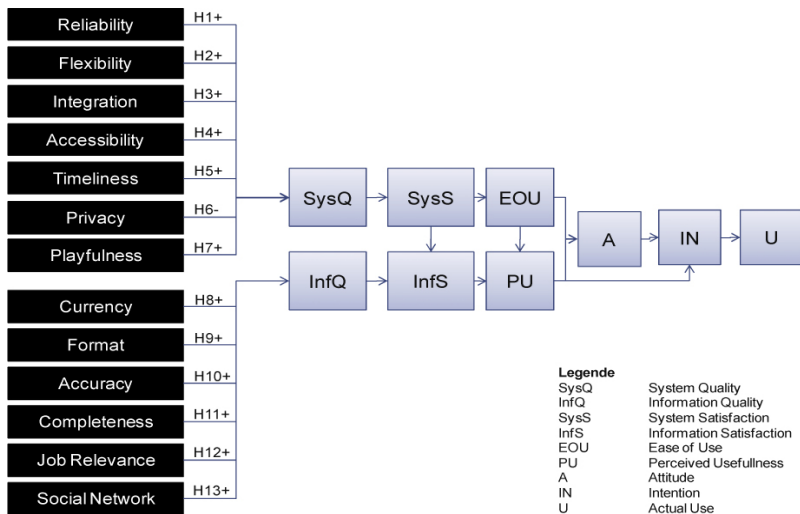 Reliability H1+
Flexibility H2+
Integration H3+
Accessibility H4+
Timeliness H5+
Privacy H6-
Playfulness H7+
SysQ SysS EOU
A IN U
InfQ InfS PU
Currency H8+
Format H9+
Accuracy H10+
Completeness H11+
Job Relevance H12+
Social Network H13+
Legende
SysQ System Quality
InfQ Information Quality
SysS System Satisfaction
InfS Information Satisfaction
EOU Ease of Use
PU Perceived Usefullness
A Attitude
IN Intention
U Actual Use